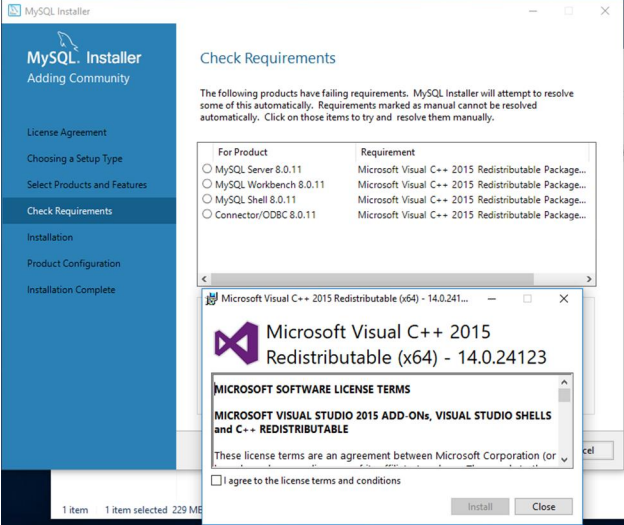 MySQL Installer
MySQL. Installer
Adding Community
License Agreement
Choosing a Setup Type
Select Products and Features
Check Requirements
Installation
Product Configuration
Installation Complete
Check Requirements
The following products have failing requirements. MySQL Installer will attempt to resolve
some of this automatically. Requirements marked as manual cannot be resolved
automatically. Click on those items to try and resolve them manually.
For Product Requirement
MySQL Server 8.0.11 Microsoft Visual C++ 2015 Redistributable Package...
MySQL Workbench 8.0.11 Microsoft Visual C++ 2015 Redistributable Package...
MySQL Shell 8.0.11 Microsoft Visual C++ 2015 Redistributable Package...
Connector/ODBC 8.0.11 Microsoft Visual C++ 2015 Redistributable Package...
Microsoft Visual C++ 2015 Redistributable (x64) - 14.0.241...
Microsoft Visual C++ 2015
Redistributable (x64) - 14.0.24123
MICROSOFT SOFTWARE LICENSE TERMS
MICROSOFT VISUAL STUDIO 2015 ADD-ONs, VISUAL STUDIO SHELLS
and C++ REDISTRIBUTABLE
These license terms are an agreement between Microsoft Corporation (or
I agree to the license terms and conditions
Install Close
cel
1 item 1 item selected 229 ME